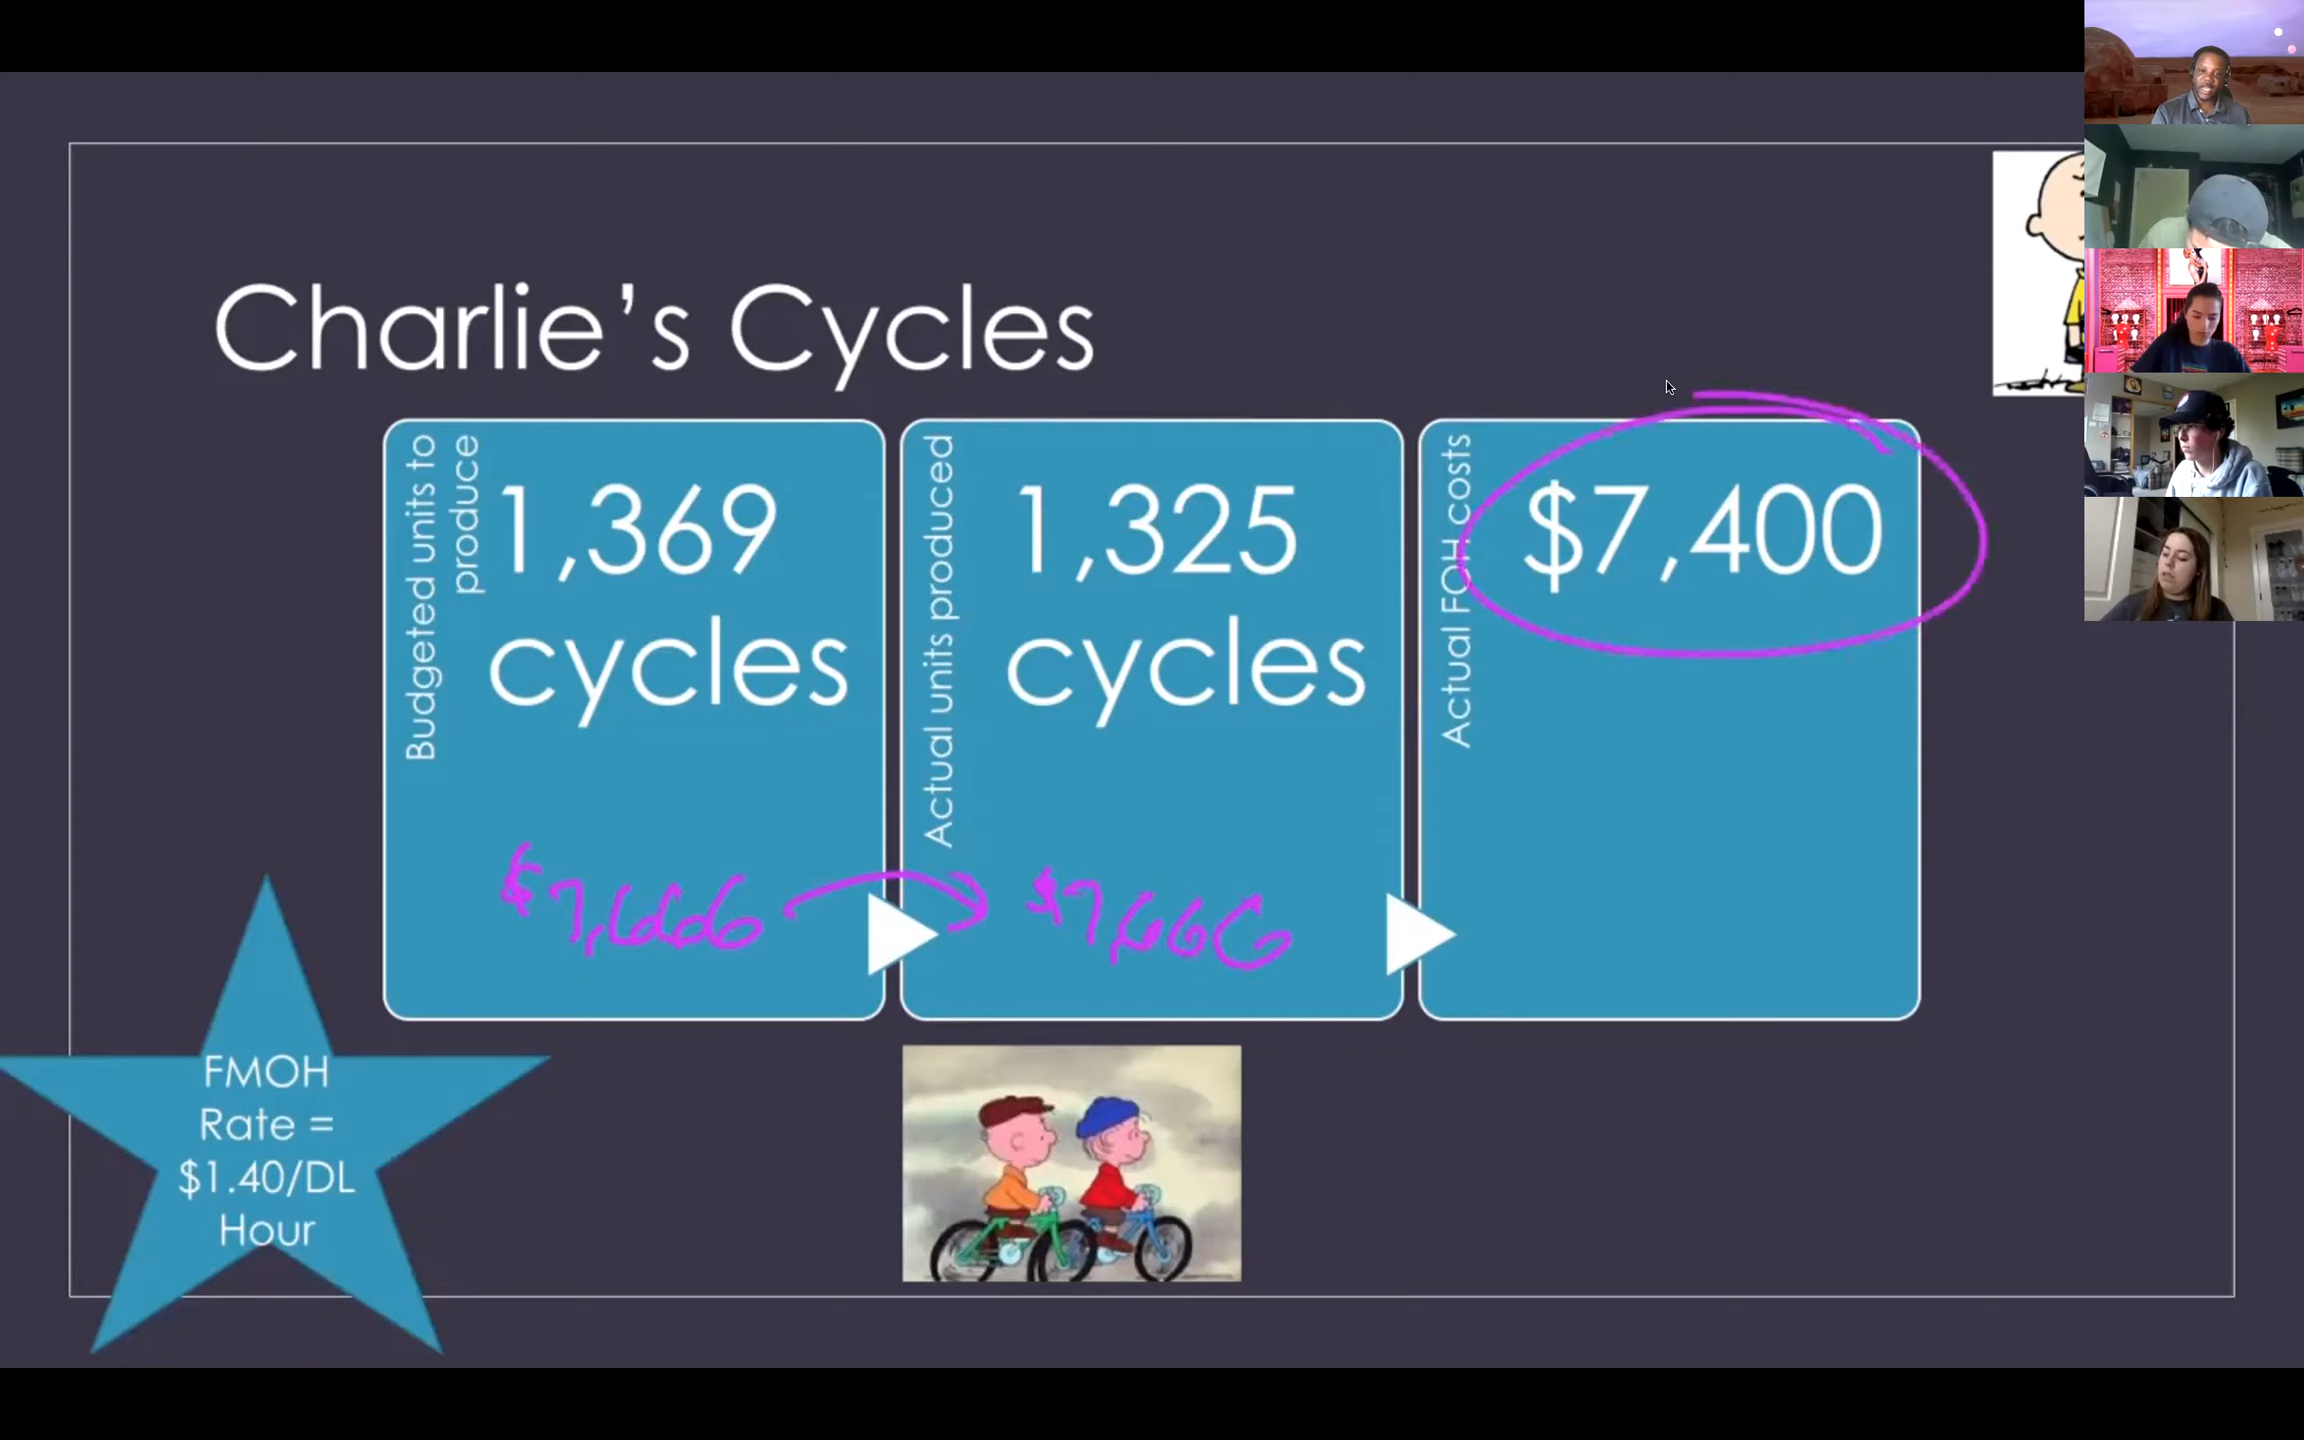 Charlie’s Cycles
Budgeted units to
produce
1,369
cycles
$7,666
Actual units produced
1,325
cycles
$7,666
Actual FOH costs
$7,400
FMOH
Rate =
$1.40/DL
Hour